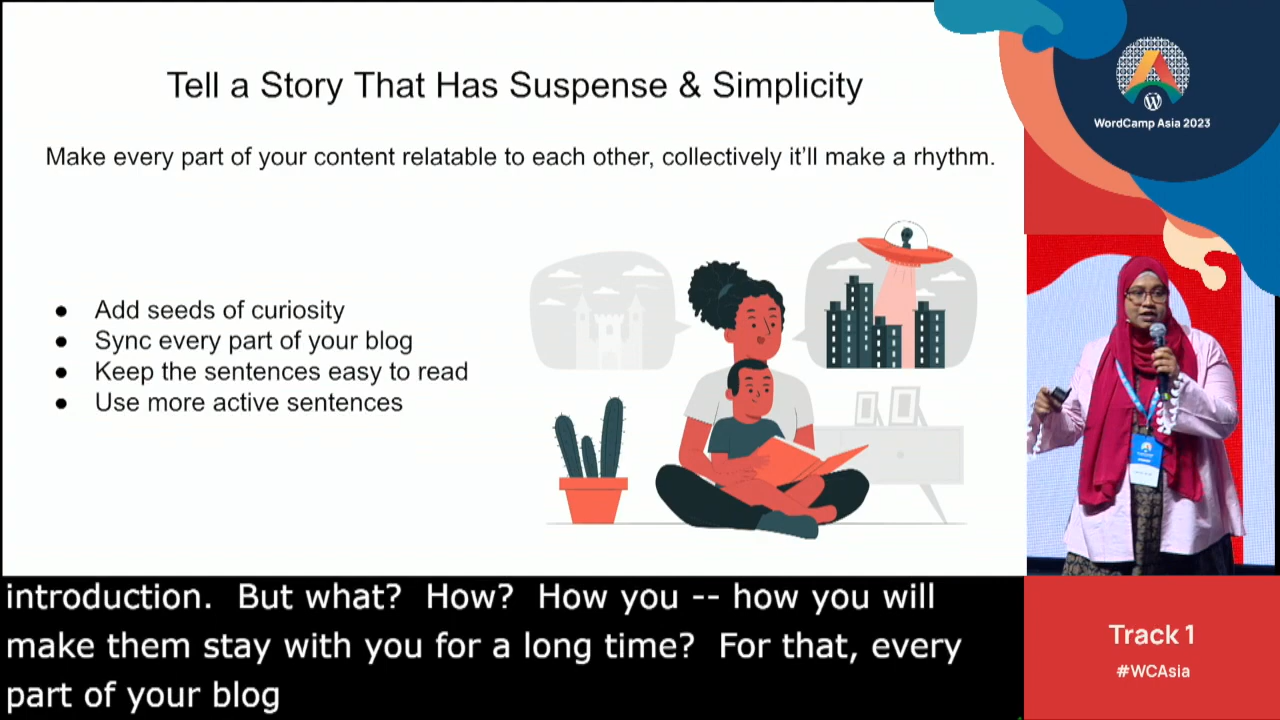 Tell a Story That Has Suspense & Simplicity
Make every part of your content relatable to each other, collectively it'll make a rhythm.
● Add seeds of curiosity
● Sync every part of your blog
● Keep the sentences easy to read
● Use more active sentences
WordCamp Asia 2023
introduction.  But what?  How?  How you -- how you will
make them stay with you for a long time?  For that, every
part of your blog
Track 1
#WCAsia